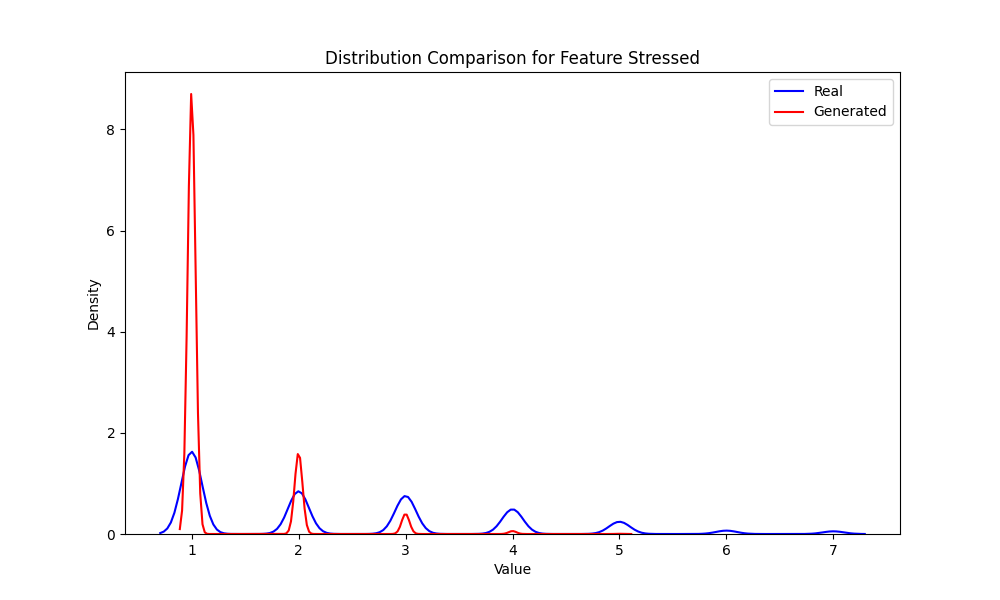 Distribution Comparison for Feature Stressed
Real
Generated
8
6
4
2
0
Density
1 2 3 4 5 6 7
Value